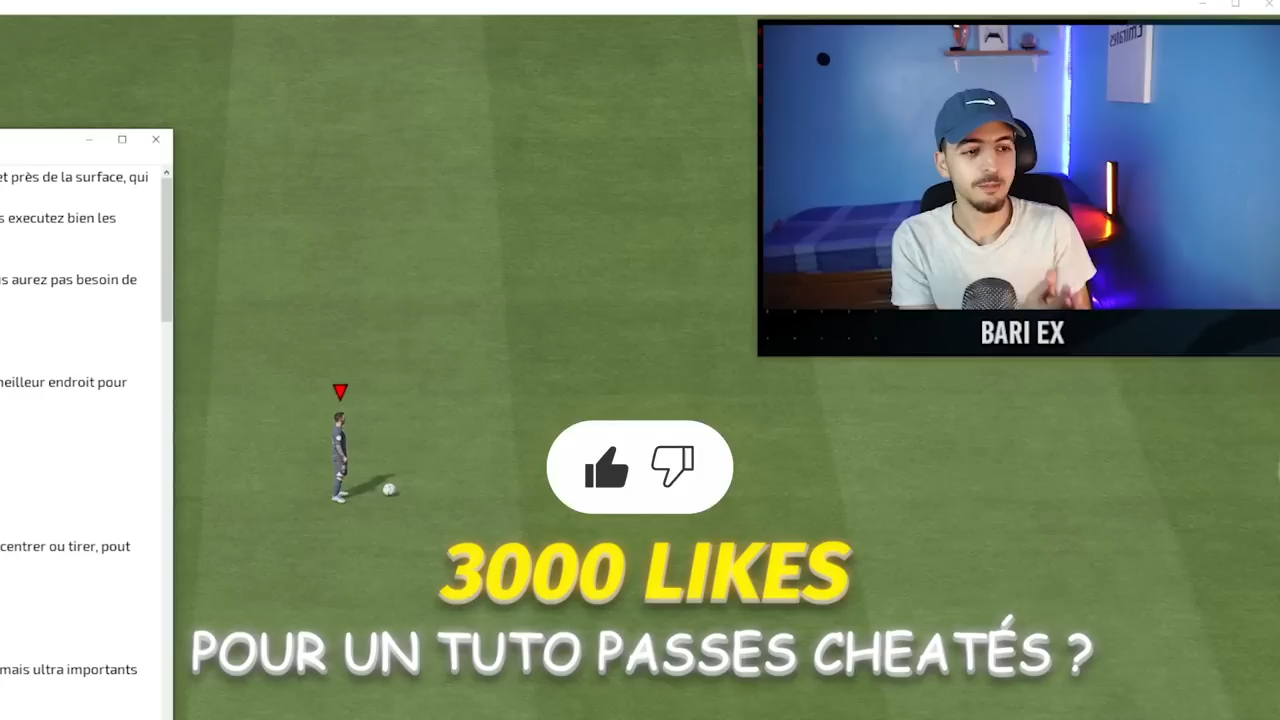 et près de la surface, qui
s executez bien les
us aurez pas besoin de
neilleur endroit pour
centrer ou tirer, pout
mais ultra importants
BARI EX
3000 LIKES
POUR UN TUTO PASSES CHEATÉS ?